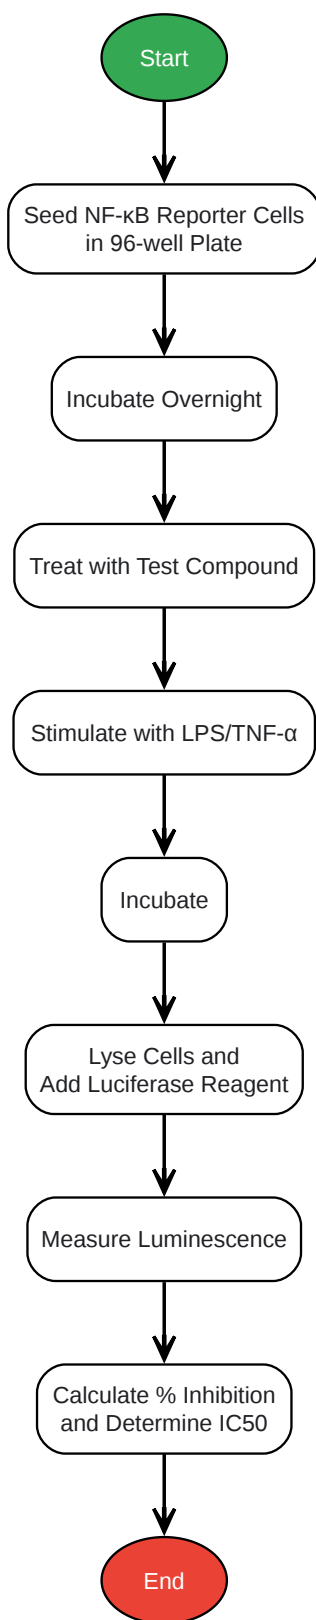 Start
Seed NF-κB Reporter Cells
in 96-well Plate
Incubate Overnight
Treat with Test Compound
Stimulate with LPS/TNF-α
Incubate
Lyse Cells and
Add Luciferase Reagent
Measure Luminescence
Calculate % Inhibition
and Determine IC50
End